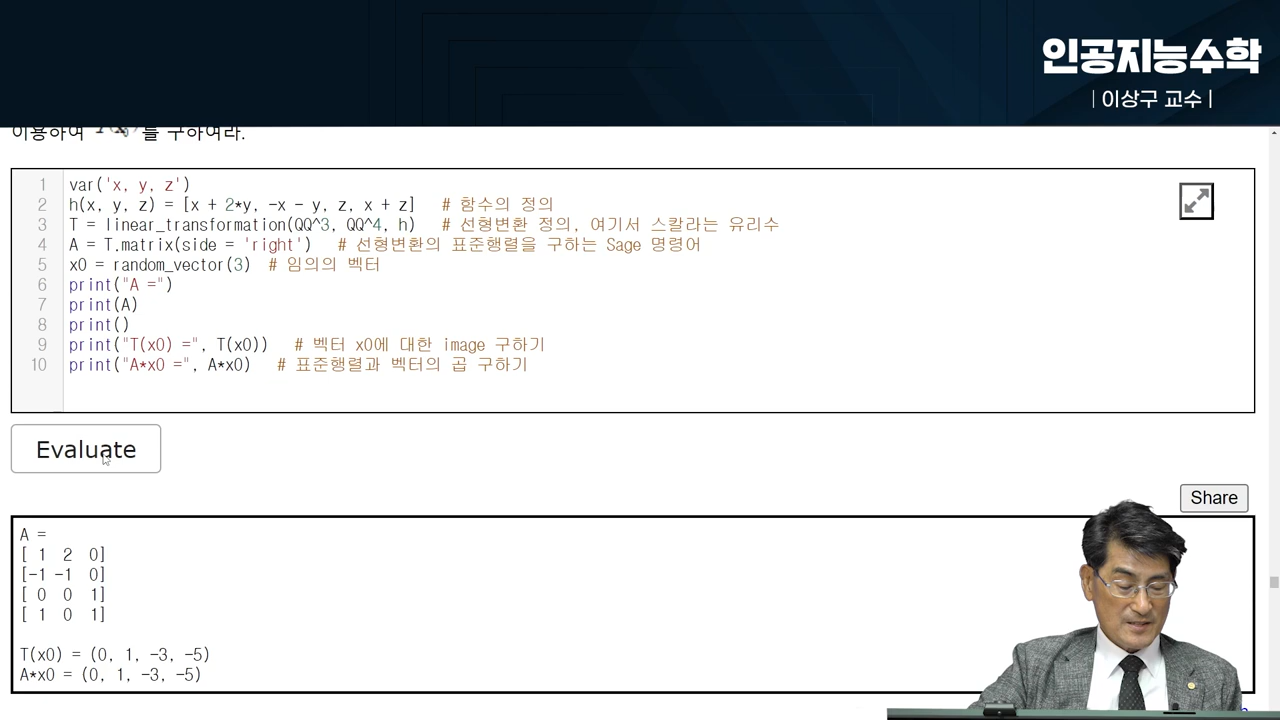 인공지능수학
| 이상구 교수 |
이용하여 를 구하여라.
1 var('x, y, z')
2 h(x, y, z) = [x + 2*y, -x - y, z, x + z] # 함수의 정의
3 T = linear_transformation(QQ^3, QQ^4, h) # 선형변환 정의, 여기서 스칼라는 유리수
4 A = T.matrix(side = 'right') # 선형변환의 표준행렬을 구하는 Sage 명령어
5 x0 = random_vector(3) # 임의의 벡터
6 print("A =")
7 print(A)
8 print()
9 print("T(x0) =", T(x0)) # 벡터 x0에 대한 image 구하기
10 print("A*x0 =", A*x0) # 표준행렬과 벡터의 곱 구하기
Evaluate
Share
A =
[ 1 2 0]
[-1 -1 0]
[ 0 0 1]
[ 1 0 1]
T(x0) = (0, 1, -3, -5)
A*x0 = (0, 1, -3, -5)